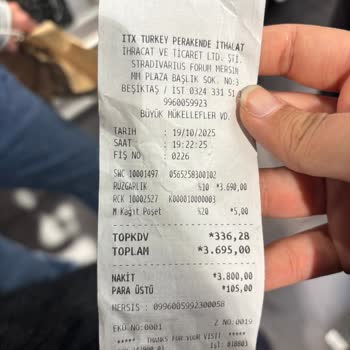 ITX TURKEY PERAKENDE İTHALAT
İHRACAT VE TİCARET LTD. ŞTİ.
STRADIVARIUS FORUM MERSİN
MM PLAZA BAŞLIK SOK. NO:3
BEŞİKTAŞ / İST 0324 331 51
9960059923
BÜYÜK MÜKELLEFLER VD.
TARİH : 19/10/2025
SAAT : 19:22:25
FİŞ NO : 0226
SWC 10001497 0565258300102
RÜZGARLIK %10 *3.690,00
RCK 10002527 K000010000003
M Kağıt Poşet %20 *5,00
TOPKDV *336,28
TOPLAM *3.695,00
NAKİT *3.800,00
PARA ÜSTÜ *105,00
MERSİS : 0996005992300058
EKÜ NO:0001 Z NO:0019
***** THANKS FOR YOUR VISIT *****